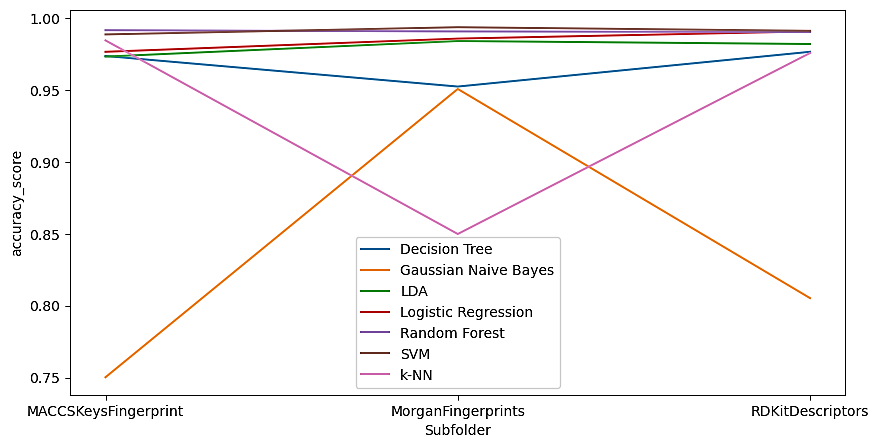 1.00
0.95
0.90
0.85
0.80
0.75
accuracy_score
Decision Tree
Gaussian Naive Bayes
LDA
Logistic Regression
Random Forest
SVM
k-NN
MACCSKeysFingerprint
MorganFingerprints
RDKitDescriptors
Subfolder